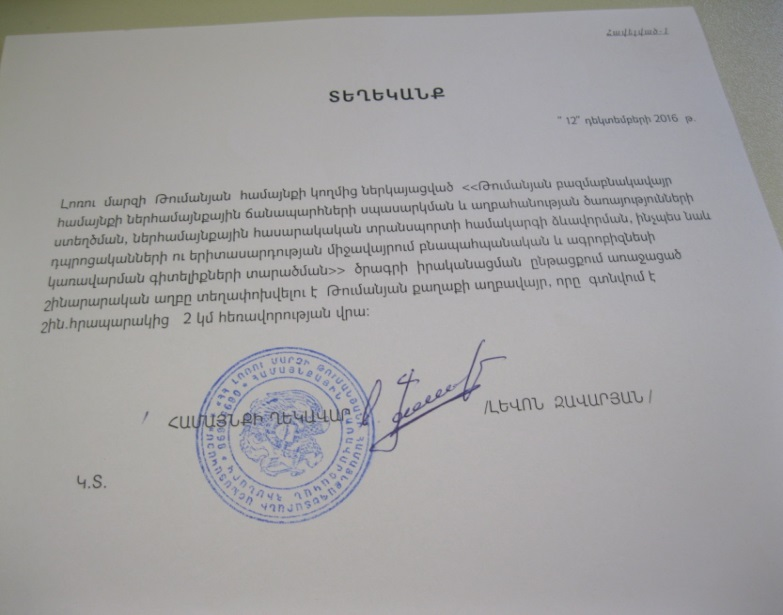 Հավելված-1
ՏԵՂԵԿԱՆՔ
" 12" դեկտեմբերի 2016 թ.
Լոռու մարզի Թումանյան համայնքի կողմից ներկայացված <<Թումանյան բազմաբնակավայր
համայնքի ներհամայնքային ճանապարհների սպասարկման և աղբահանության ծառայությունների
ստեղծման, ներհամայնքային հասարակական տրանսպորտի համակարգի ձևավորման, ինչպես նաև
դպրոցականների ու երիտասարդության միջավայրում բնապահպանական և ագրոբիզնեսի
կառավարման գիտելիքների տարածման>> ծրագրի իրականացման ընթացքում առաջացած
շինարարական աղբը տեղափոխվելու է Թումանյան քաղաքի աղբավայր, որը գտնվում է
շին.հրապարակից 2 կմ հեռավորության վրա:
ՀԱՄԱՅՆՔԻ ՂԵԿԱՎԱՐ
/ԼԵՎՈՆ ԶԱՎԱՐՅԱՆ/
Կ.Տ.